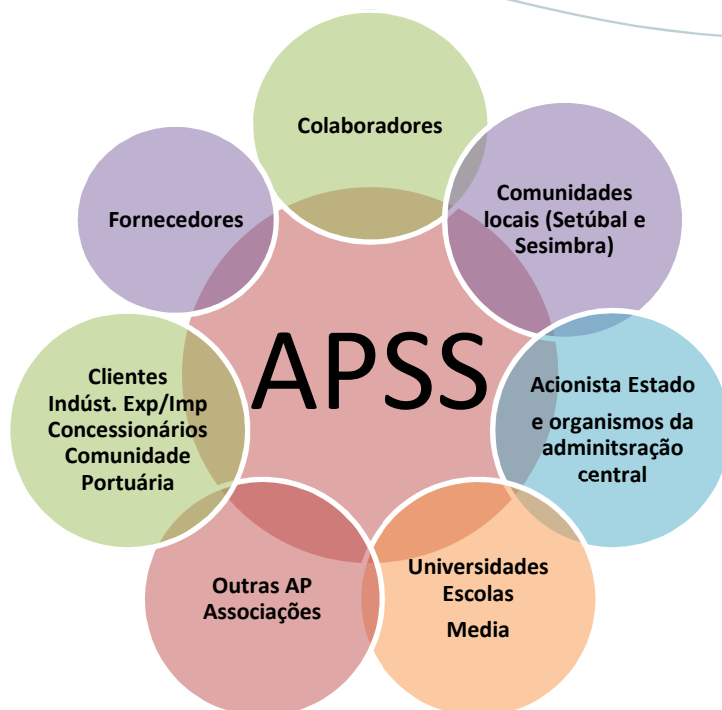 Colaboradores
Comunidades
locais (Setúbal e
Sesimbra)
Fornecedores
APSS
Acionista Estado
e organismos da
adminitsração
central
Clientes
Indúst. Exp/Imp
Concessionários
Comunidade
Portuária
Universidades
Escolas
Media
Outras AP
Associações